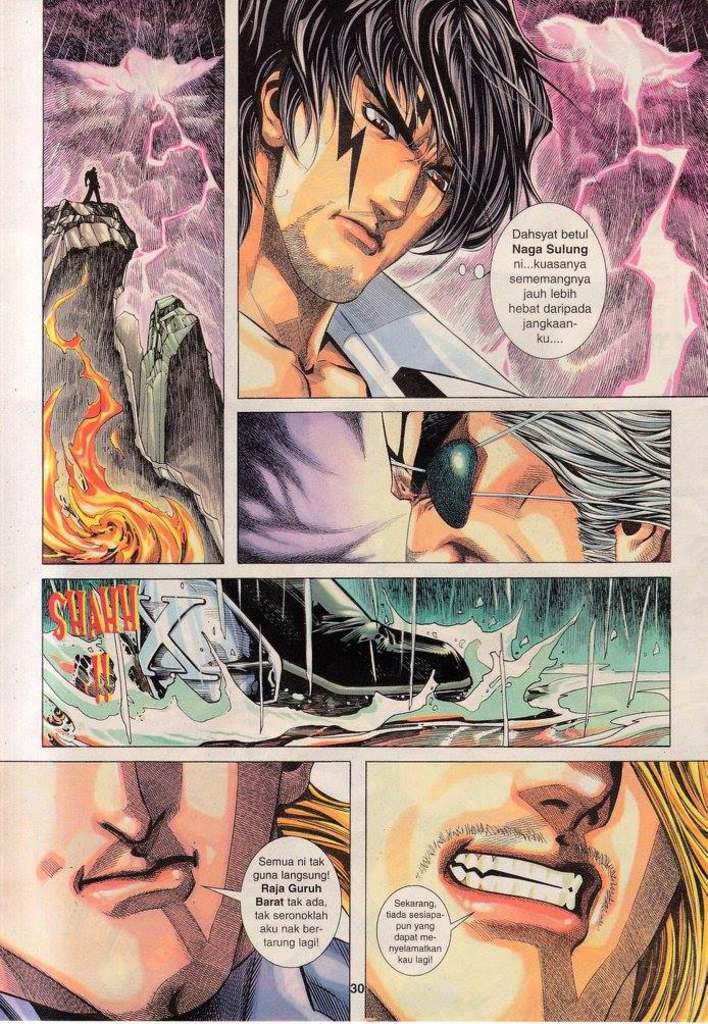 Dahsyat betul
Naga Sulung
ni...kuasanya
sememangnya
jauh lebih
hebat daripada
jangkaan-
ku....
SHAHH
!!
Semua ni tak
guna langsung!
Raja Guruh
Barat tak ada,
tak seronoklah
aku nak ber-
tarung lagi!
Sekarang,
tiada sesiapa-
pun yang
dapat me-
nyelamatkan
kau lagi!
30